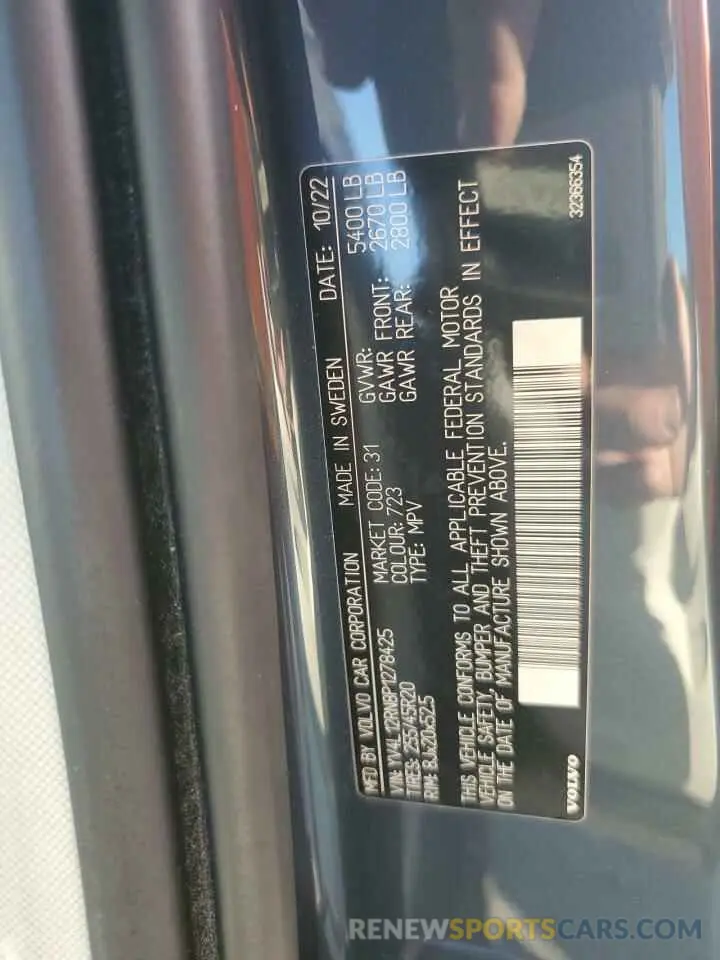 MFD BY VOLVO CAR CORPORATION MADE IN SWEDEN DATE: 10/22
VIN: YV4L12RN8P1278425 MARKET CODE: 31 GVWR: 5400 LB
TIRES: 255/45R20 COLOUR: 723 GAWR FRONT: 2670 LB
RIM: 8Jx20x52.5 TYPE: MPV GAWR REAR: 2800 LB
THIS VEHICLE CONFORMS TO ALL APPLICABLE FEDERAL MOTOR
VEHICLE SAFETY, BUMPER AND THEFT PREVENTION STANDARDS IN EFFECT
ON THE DATE OF MANUFACTURE SHOWN ABOVE.
VOLVO 32366354
RENEWSPORTSCARS.COM